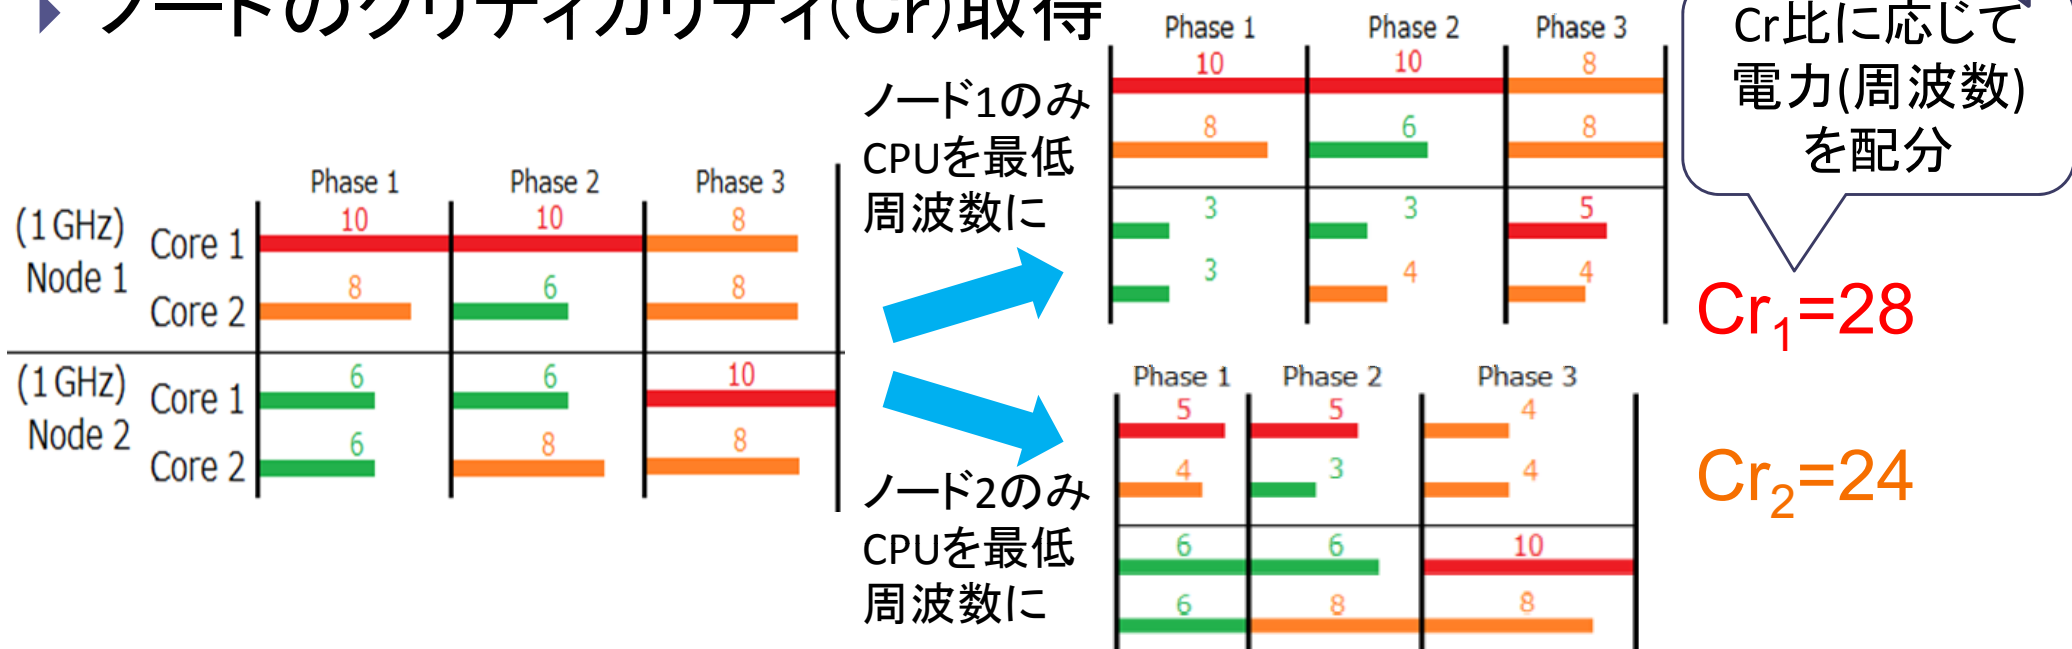 ノードのクリティカリティ(Cr)取得
Phase 1 Phase 2 Phase 3
(1GHz) Node 1
Core 1 10 10 8
Core 2 8 6 8
(1GHz) Node 2
Core 1 6 6 10
Core 2 6 8 8
ノード1のみ
CPUを最低
周波数に
Phase 1 Phase 2 Phase 3
10 10 8
8 6 8
3 3 5
3 4 4
ノード2のみ
CPUを最低
周波数に
Phase 1 Phase 2 Phase 3
5 5 4
4 3 4
6 6 10
6 8 8
Cr比に応じて
電力(周波数)
を配分
Cr₁=28
Cr₂=24